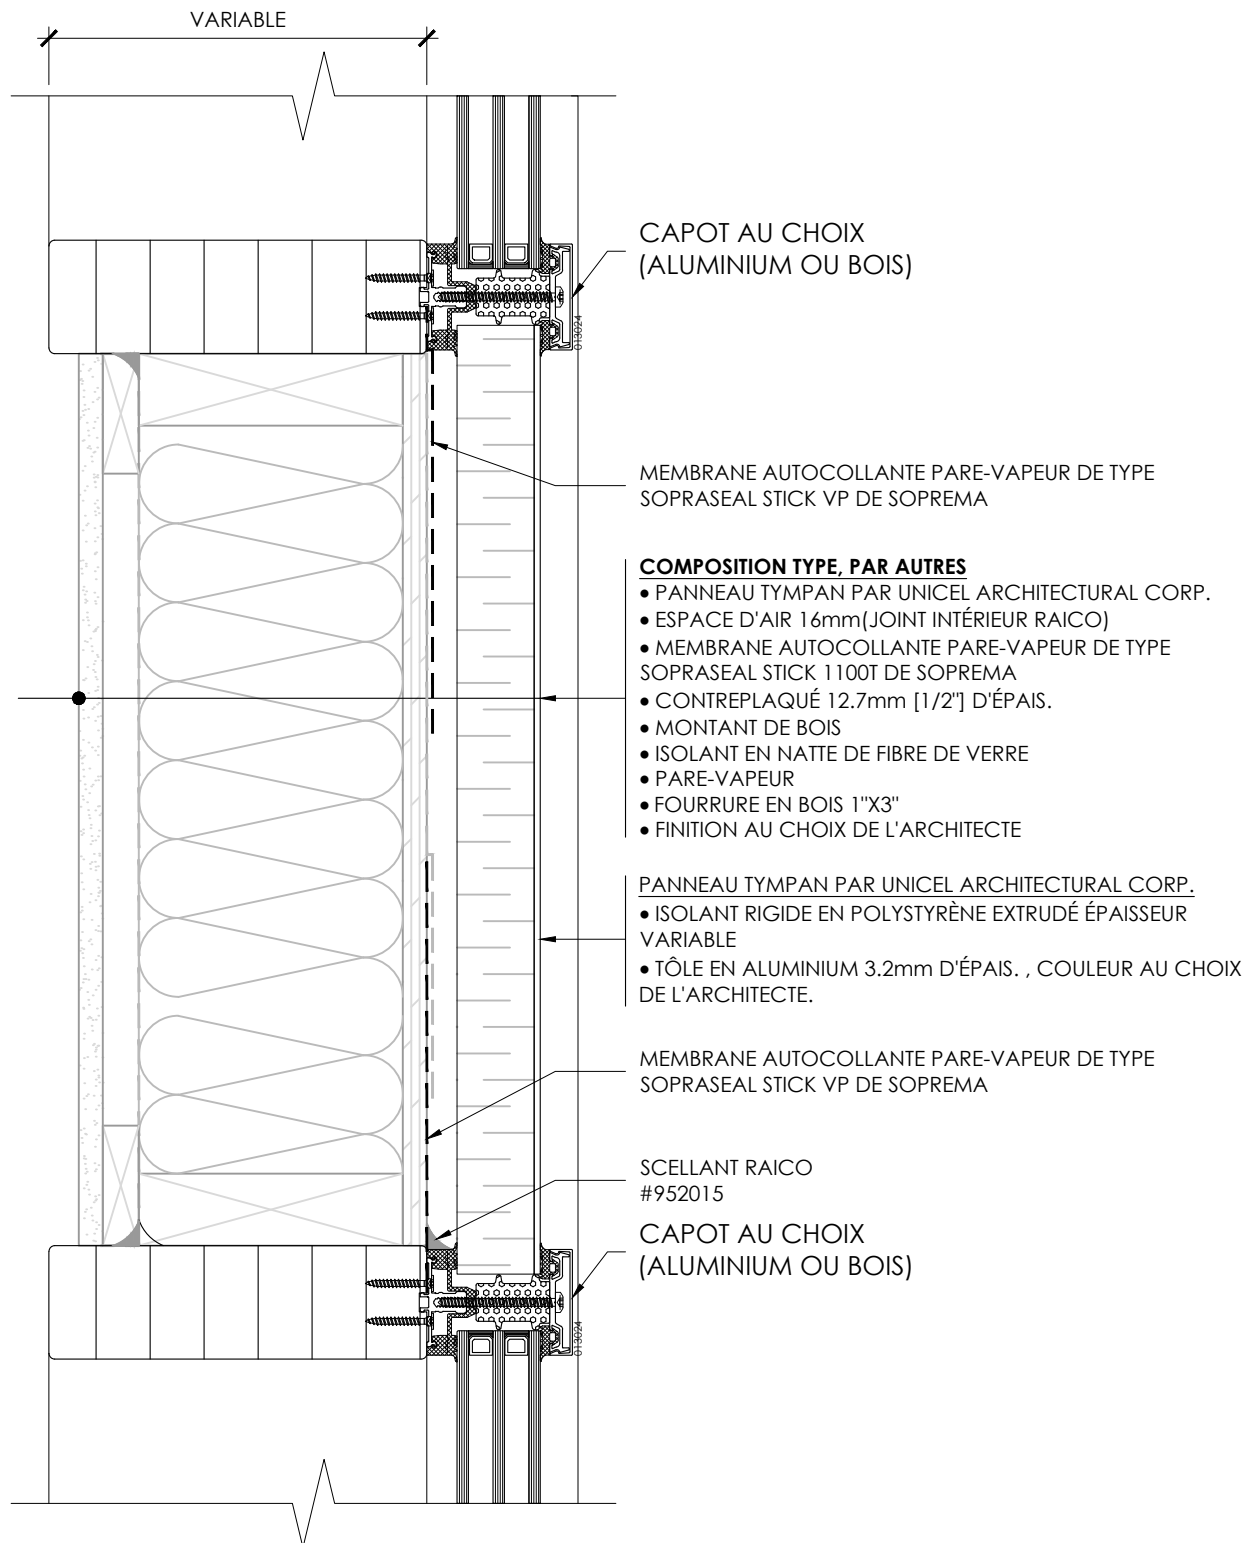 VARIABLE
CAPOT AU CHOIX
(ALUMINIUM OU BOIS)
013024
MEMBRANE AUTOCOLLANTE PARE-VAPEUR DE TYPE
SOPRASEAL STICK VP DE SOPREMA
COMPOSITION TYPE, PAR AUTRES
• PANNEAU TYMPAN PAR UNICEL ARCHITECTURAL CORP.
• ESPACE D'AIR 16mm(JOINT INTÉRIEUR RAICO)
• MEMBRANE AUTOCOLLANTE PARE-VAPEUR DE TYPE
SOPRASEAL STICK 1100T DE SOPREMA
• CONTREPLAQUÉ 12.7mm [1/2"] D'ÉPAIS.
• MONTANT DE BOIS
• ISOLANT EN NATTE DE FIBRE DE VERRE
• PARE-VAPEUR
• FOURRURE EN BOIS 1"X3"
• FINITION AU CHOIX DE L'ARCHITECTE
PANNEAU TYMPAN PAR UNICEL ARCHITECTURAL CORP.
• ISOLANT RIGIDE EN POLYSTYRÈNE EXTRUDÉ ÉPAISSEUR
VARIABLE
• TÔLE EN ALUMINIUM 3.2mm D'ÉPAIS. , COULEUR AU CHOIX
DE L'ARCHITECTE.
MEMBRANE AUTOCOLLANTE PARE-VAPEUR DE TYPE
SOPRASEAL STICK VP DE SOPREMA
SCELLANT RAICO
#952015
CAPOT AU CHOIX
(ALUMINIUM OU BOIS)
013024